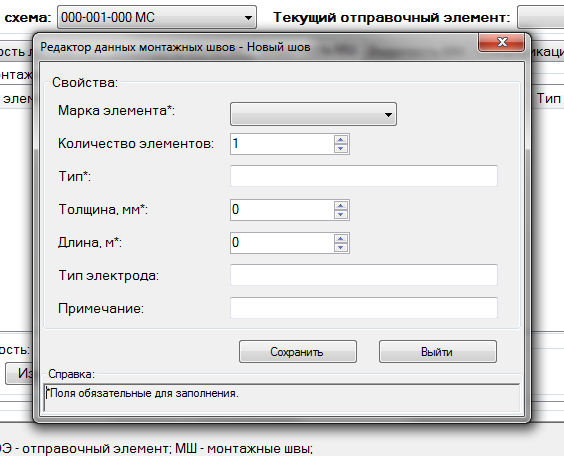 схема: 000-001-000 МС Текущий отправочный элемент:
Редактор данных монтажных швов - Новый шов
Свойства:
Марка элемента*:
Количество элементов: 1
Тип*:
Толщина, мм*: 0
Длина, м*: 0
Тип электрода:
Примечание:
Сохранить Выйти
Справка:
*Поля обязательные для заполнения.
Тип
- отправочный элемент; МШ - монтажные швы;